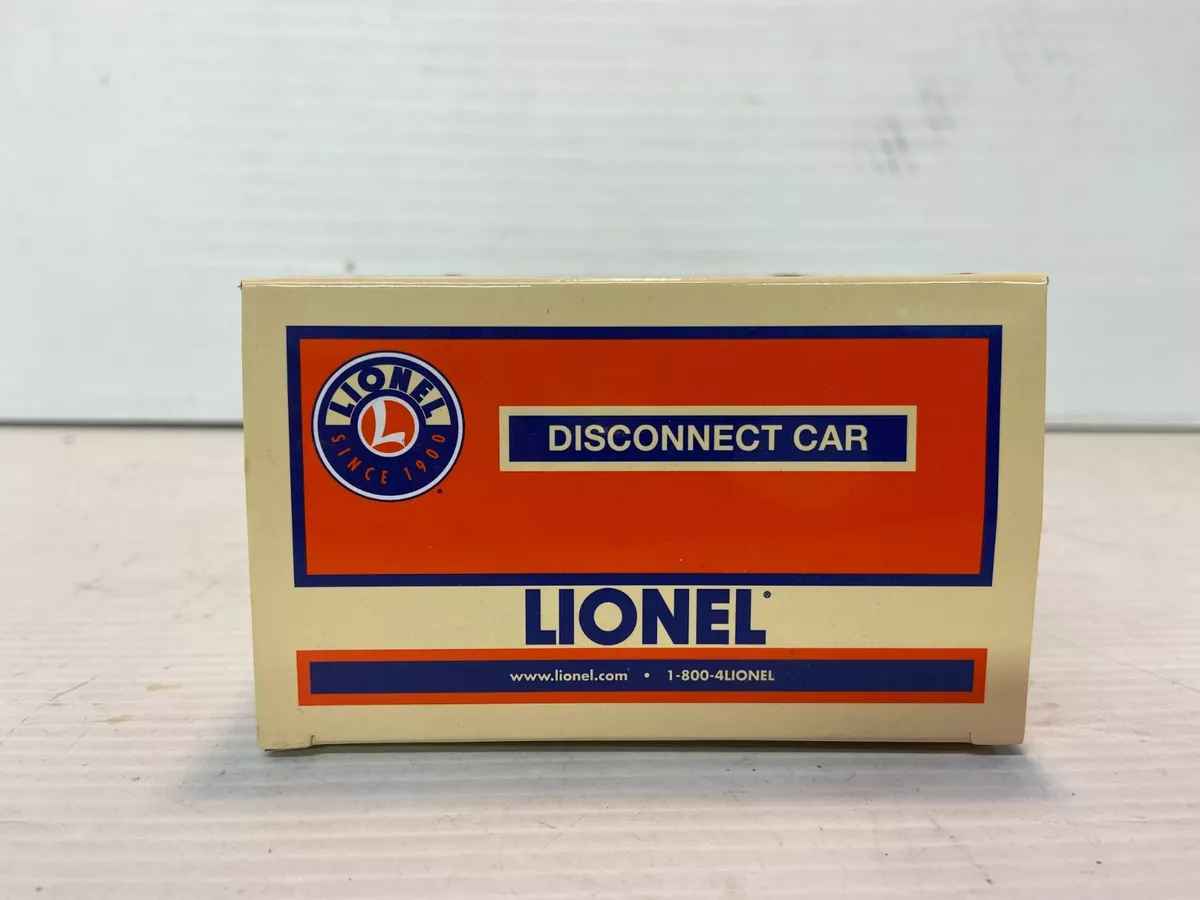 LIONEL
L
SINCE 1900
DISCONNECT CAR
LIONEL®
www.lionel.com • 1-800-4LIONEL